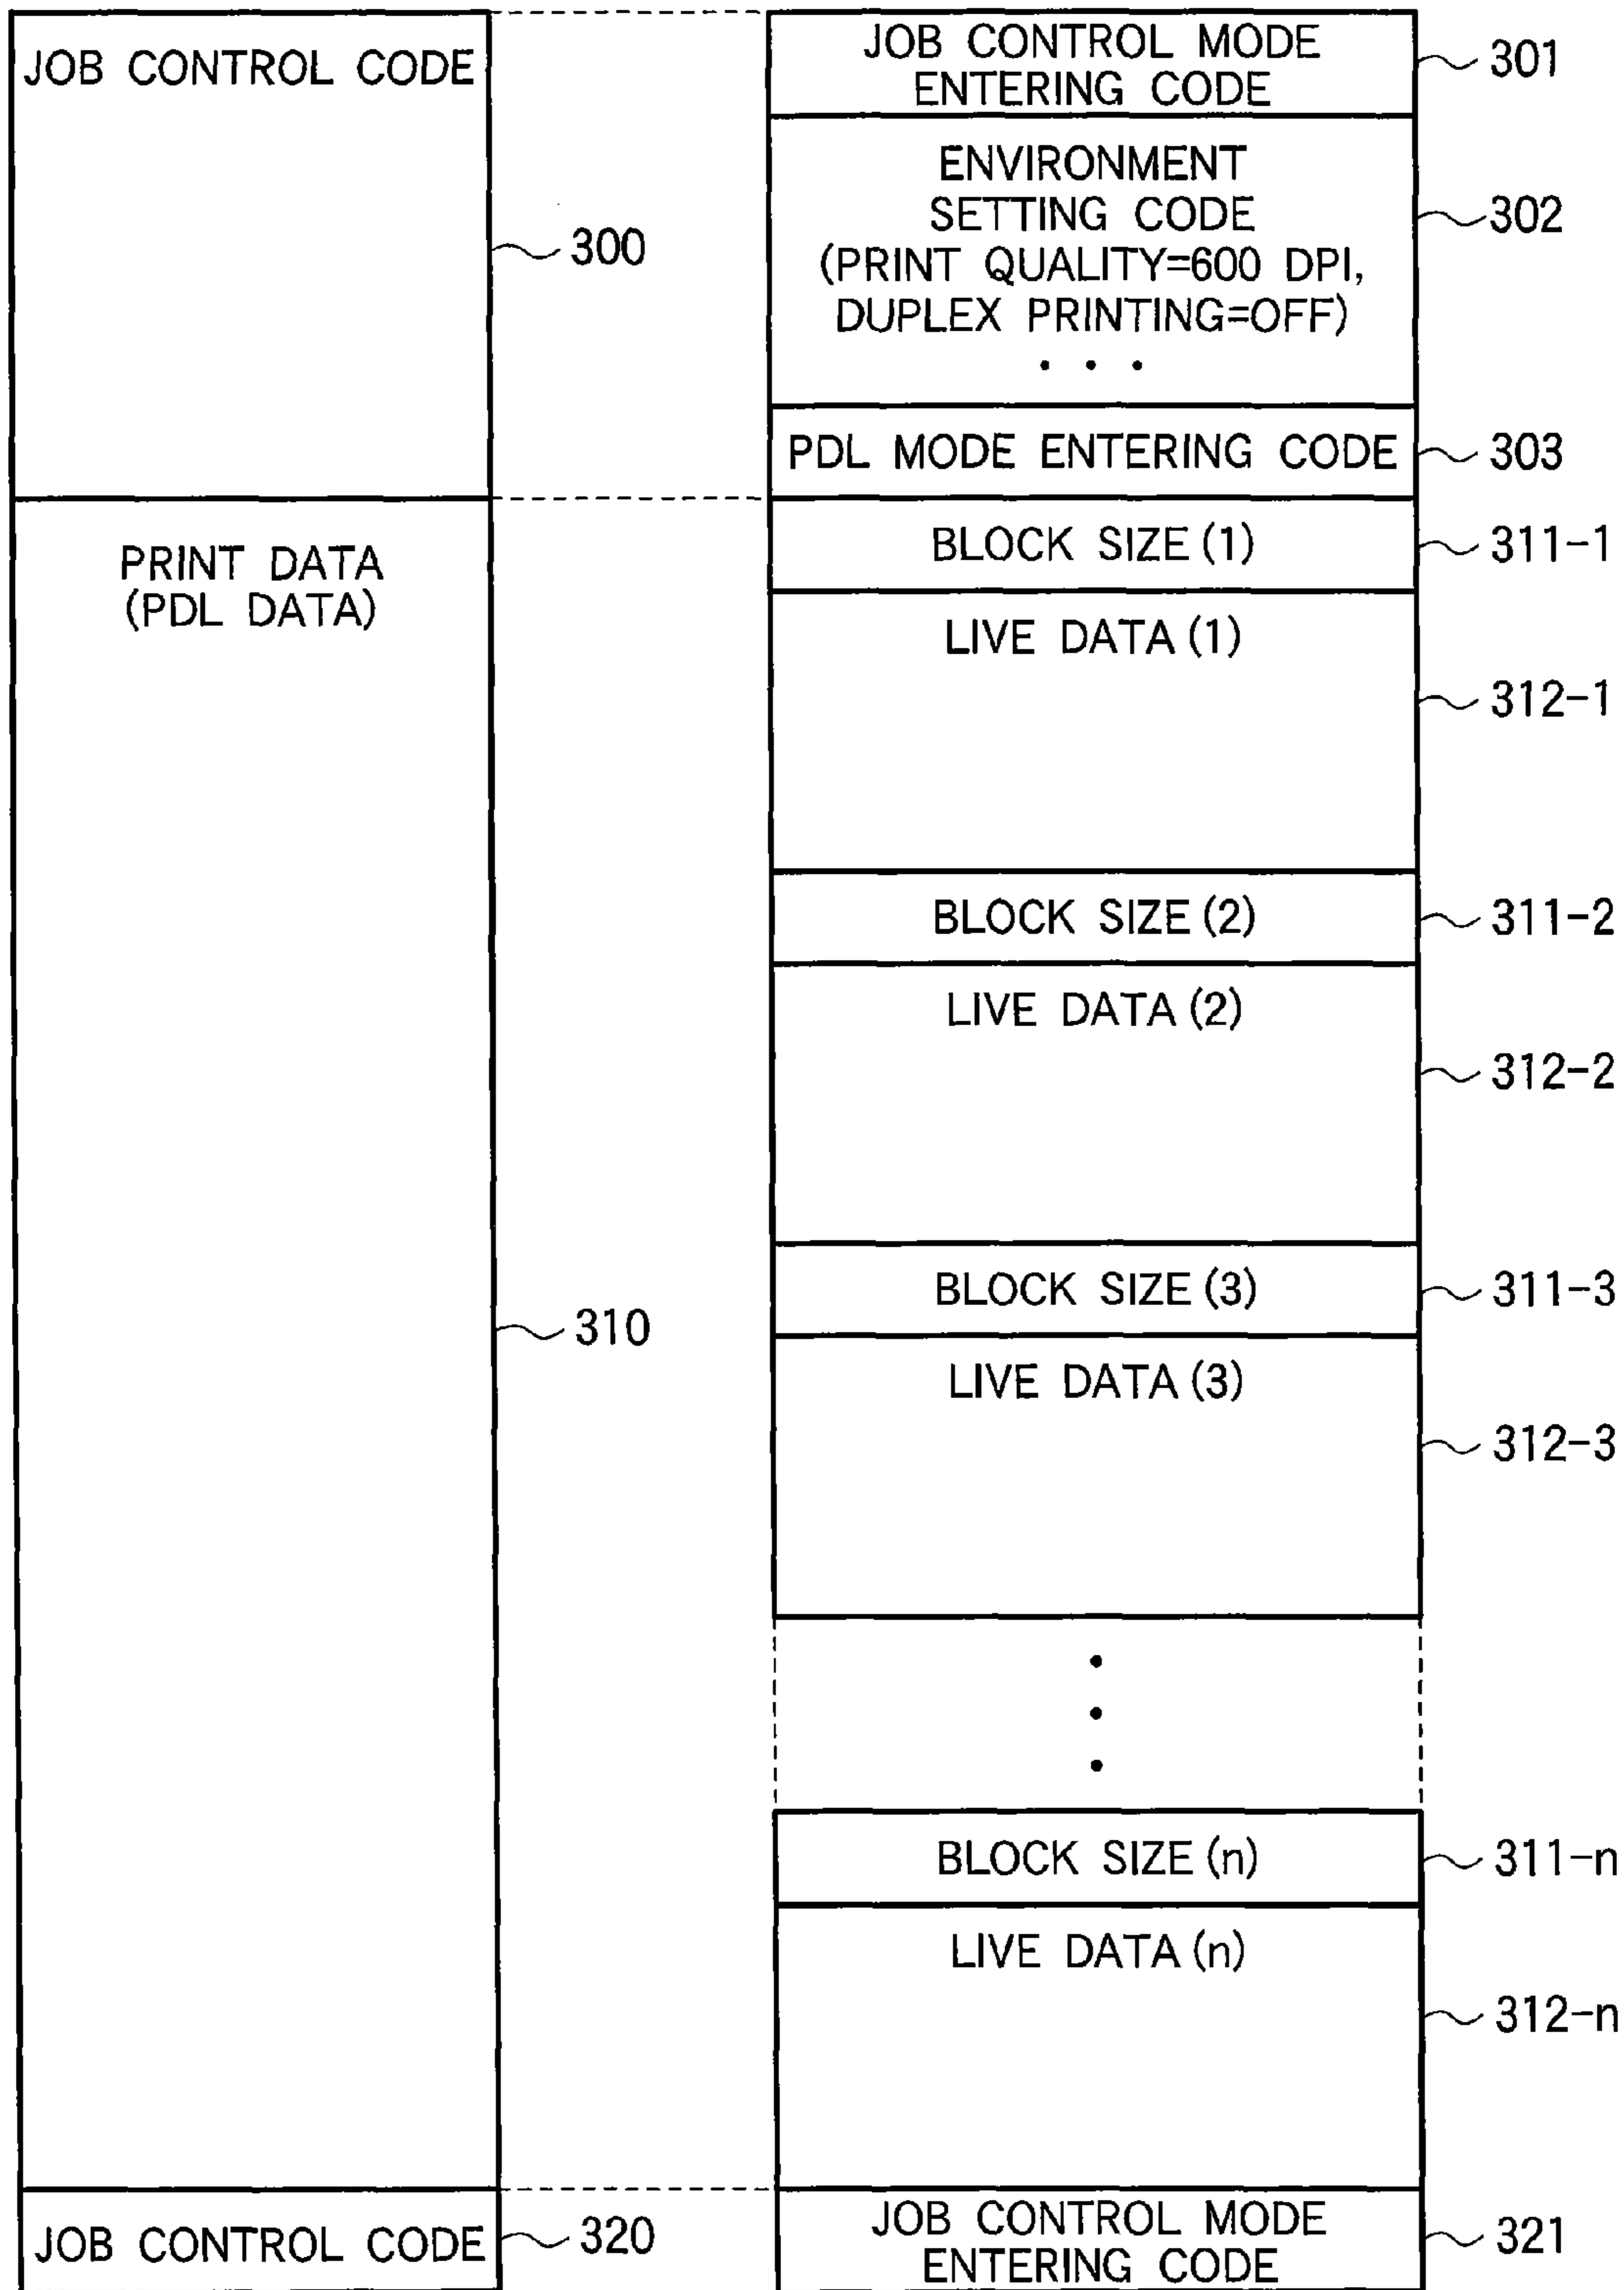 JOB CONTROL CODE
300
PRINT DATA
(PDL DATA)
310
JOB CONTROL CODE
320
JOB CONTROL MODE
ENTERING CODE
301
ENVIRONMENT
SETTING CODE
(PRINT QUALITY=600 DPI,
DUPLEX PRINTING=OFF)
• • •
302
PDL MODE ENTERING CODE
303
BLOCK SIZE(1)
311-1
LIVE DATA(1)
312-1
BLOCK SIZE(2)
311-2
LIVE DATA(2)
312-2
BLOCK SIZE(3)
311-3
LIVE DATA(3)
312-3
BLOCK SIZE(n)
311-n
LIVE DATA(n)
312-n
JOB CONTROL MODE
ENTERING CODE
321